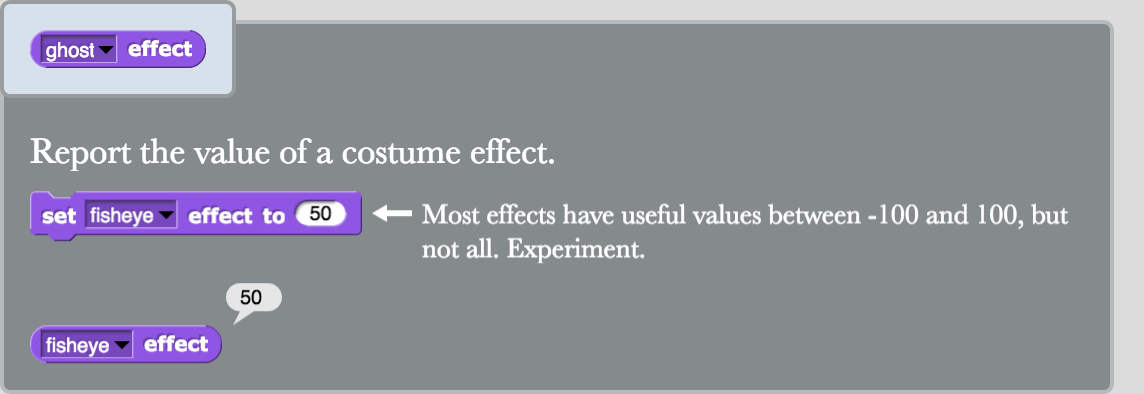 ghost effect
Report the value of a costume effect.
set fisheye effect to 50
Most effects have useful values between -100 and 100, but
not all. Experiment.
50
fisheye effect